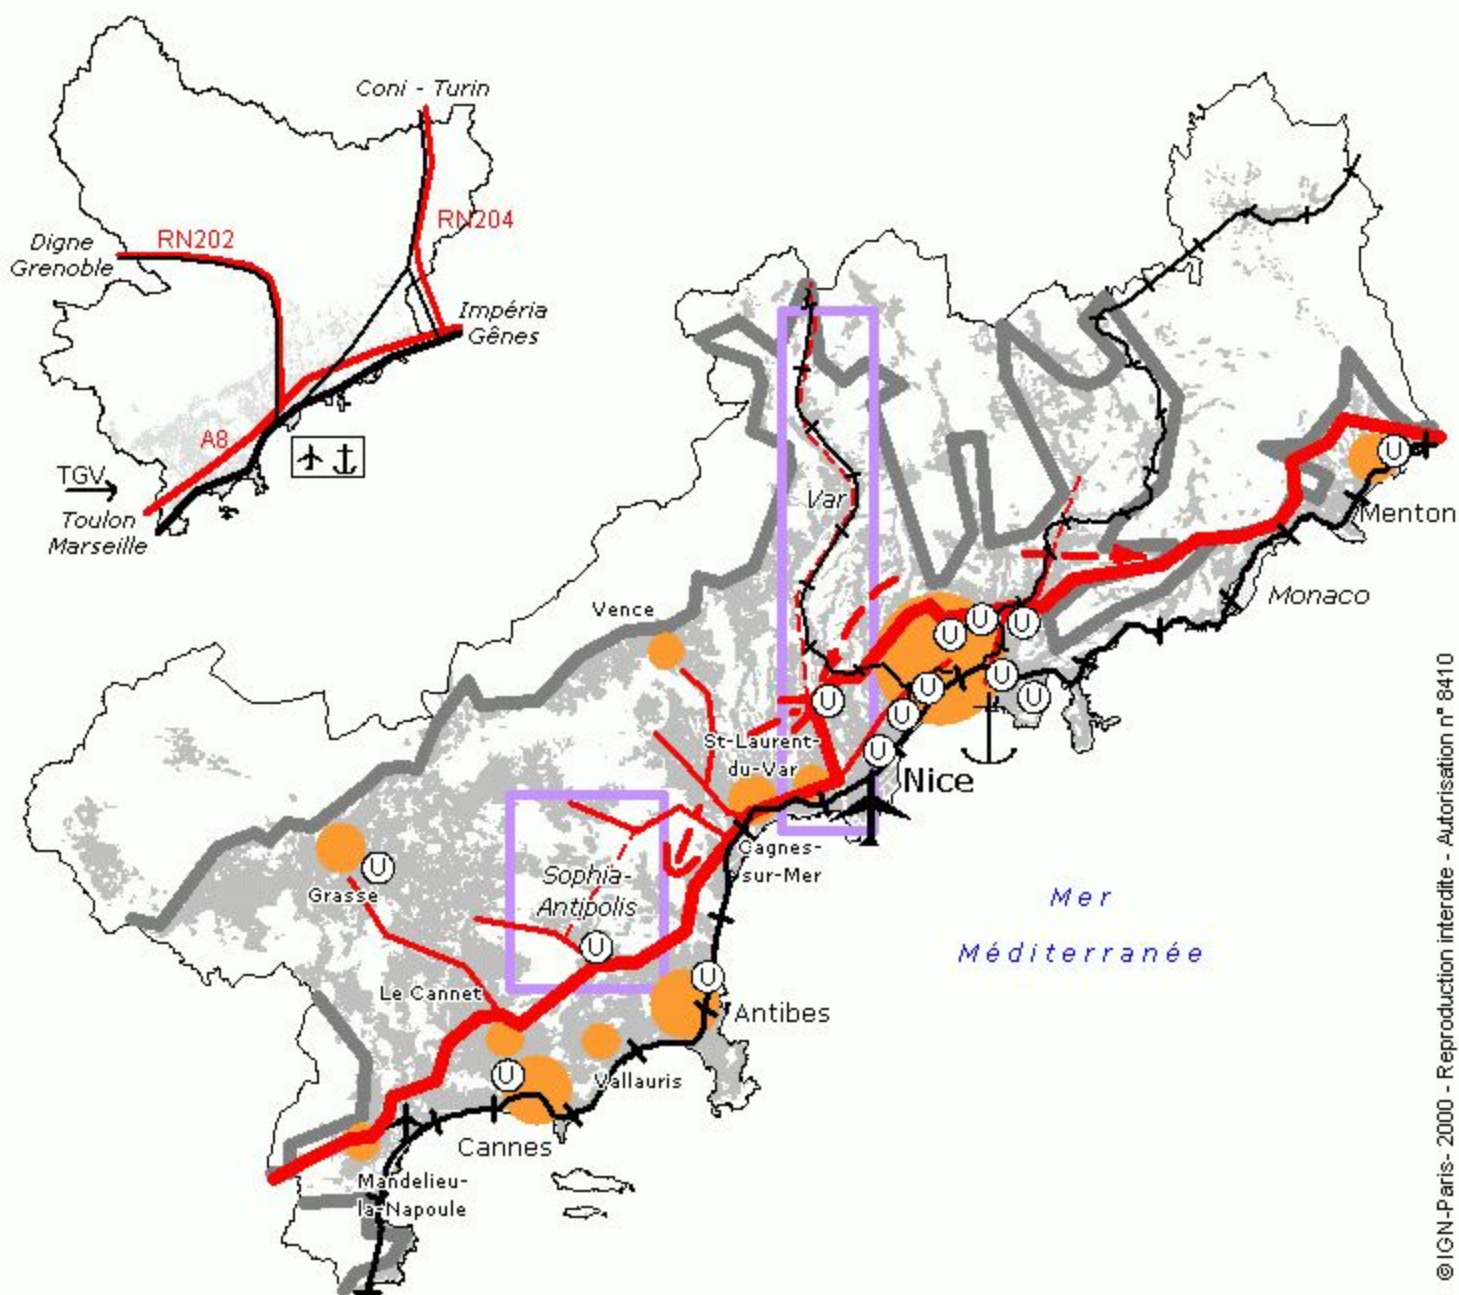 Coni - Turin
RN204
RN202
Digne
Grenoble
Impéria
Gênes
A8
TGV
Toulon
Marseille
Var
Menton
Monaco
Vence
U
U
U
U
U
U
U
U
U
St-Laurent-
du-Var
U
Nice
Cagnes-
sur-Mer
Sophia-
Antipolis
U
Grasse
U
Mer
Méditerranée
Le Cannet
U
Antibes
Vallauris
U
Cannes
Mandelieu-
la-Napoule
© IGN-Paris- 2000 - Reproduction interdite - Autorisation n° 8410